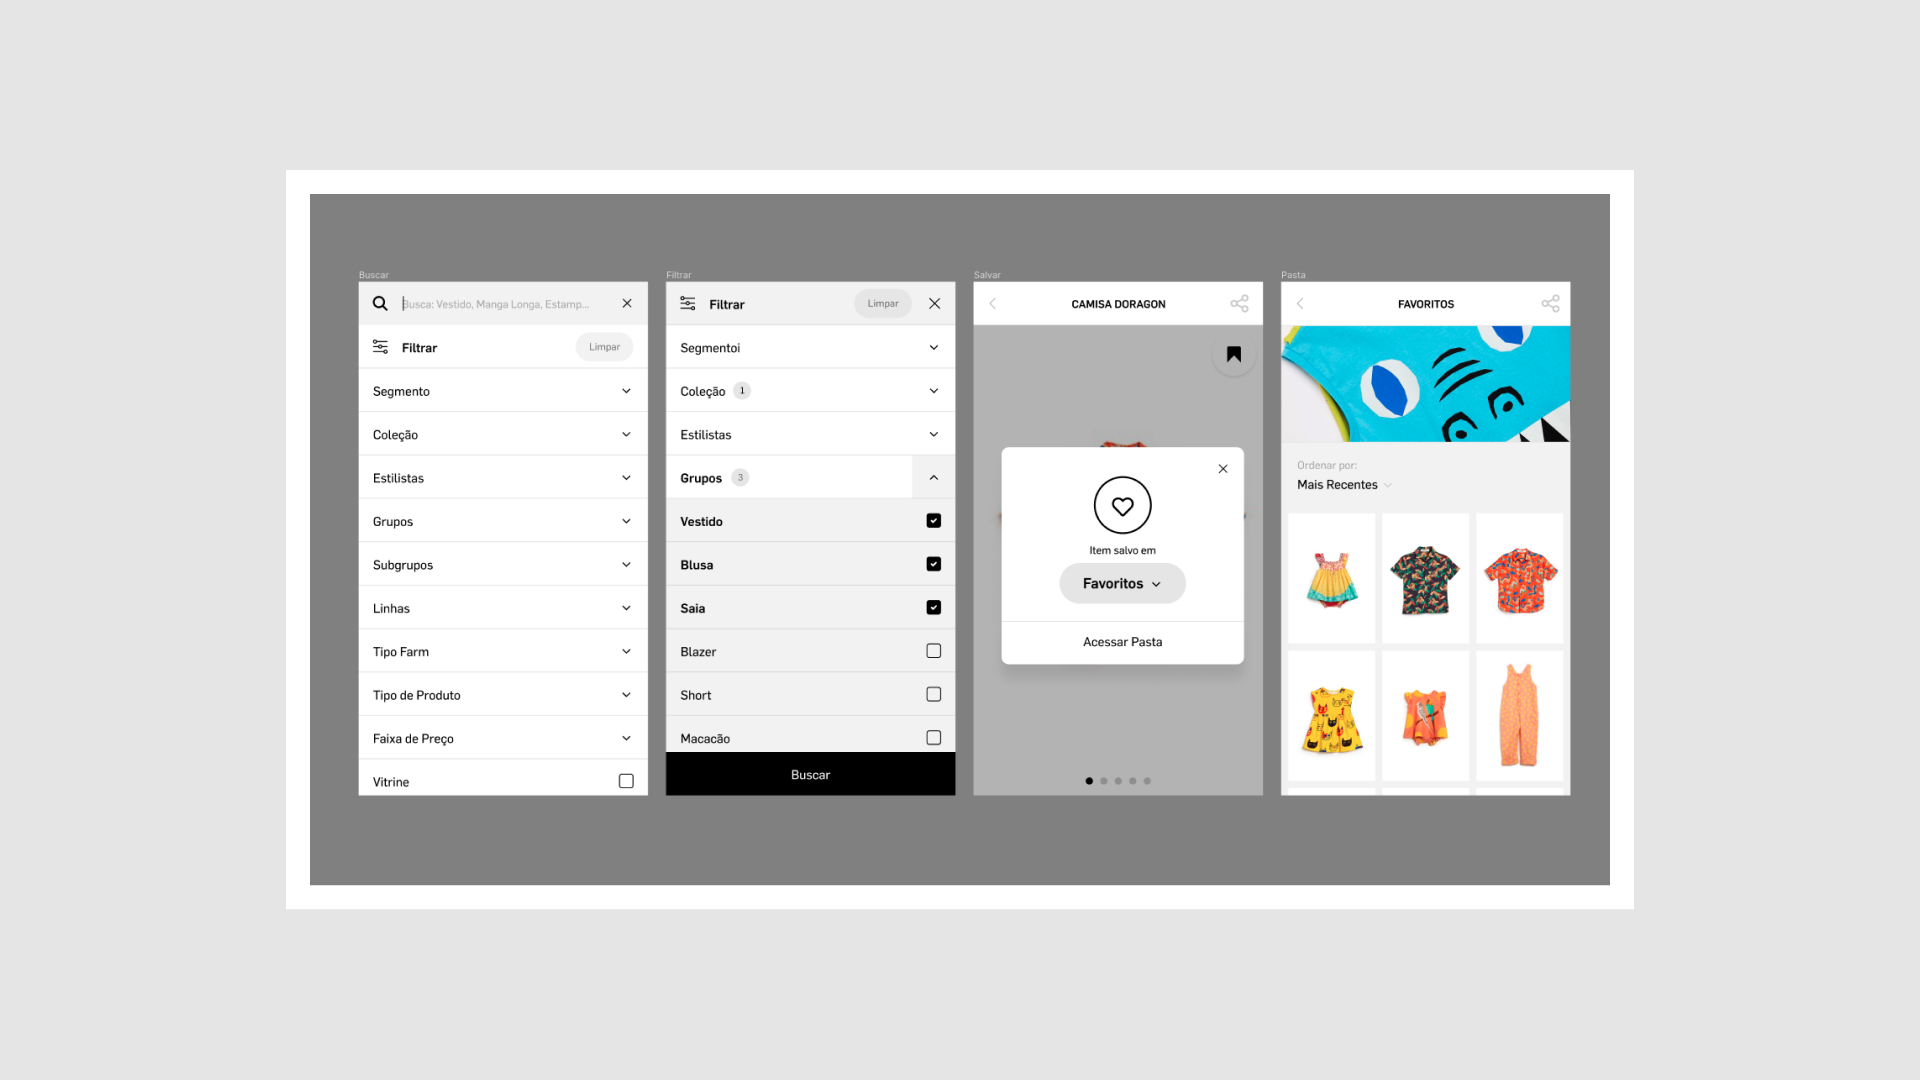 Buscar
Busca: Vestido, Manga Longa, Estamp...
Filtrar
Limpar
Segmento
Coleção
Estilistas
Grupos
Subgrupos
Linhas
Tipo Farm
Tipo de Produto
Faixa de Preço
Vitrine
Filtrar
Filtrar
Limpar
Segmentoi
Coleção 1
Estilistas
Grupos 3
Vestido
Blusa
Saia
Blazer
Short
Macacão
Buscar
Salvar
CAMISA DORAGON
Item salvo em
Favoritos
Acessar Pasta
Pasta
FAVORITOS
Ordenar por:
Mais Recentes